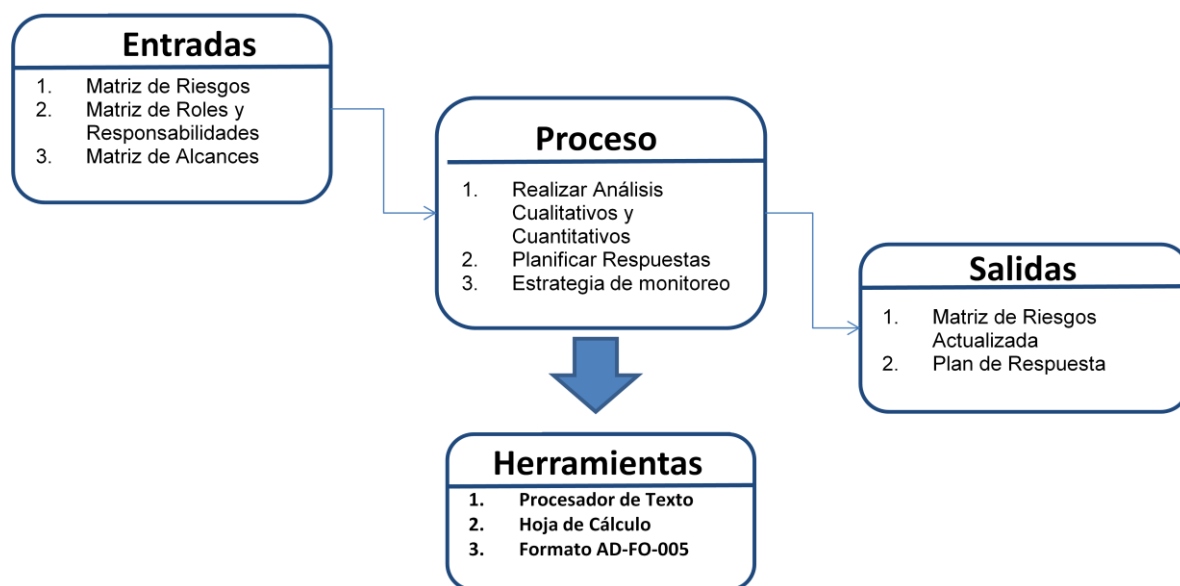 Entradas
1. Matriz de Riesgos
2. Matriz de Roles y
Responsabilidades
3. Matriz de Alcances
Proceso
1. Realizar Análisis
Cualitativos y
Cuantitativos
2. Planificar Respuestas
3. Estrategia de monitoreo
Salidas
1. Matriz de Riesgos
Actualizada
2. Plan de Respuesta
Herramientas
1. Procesador de Texto
2. Hoja de Cálculo
3. Formato AD-FO-005